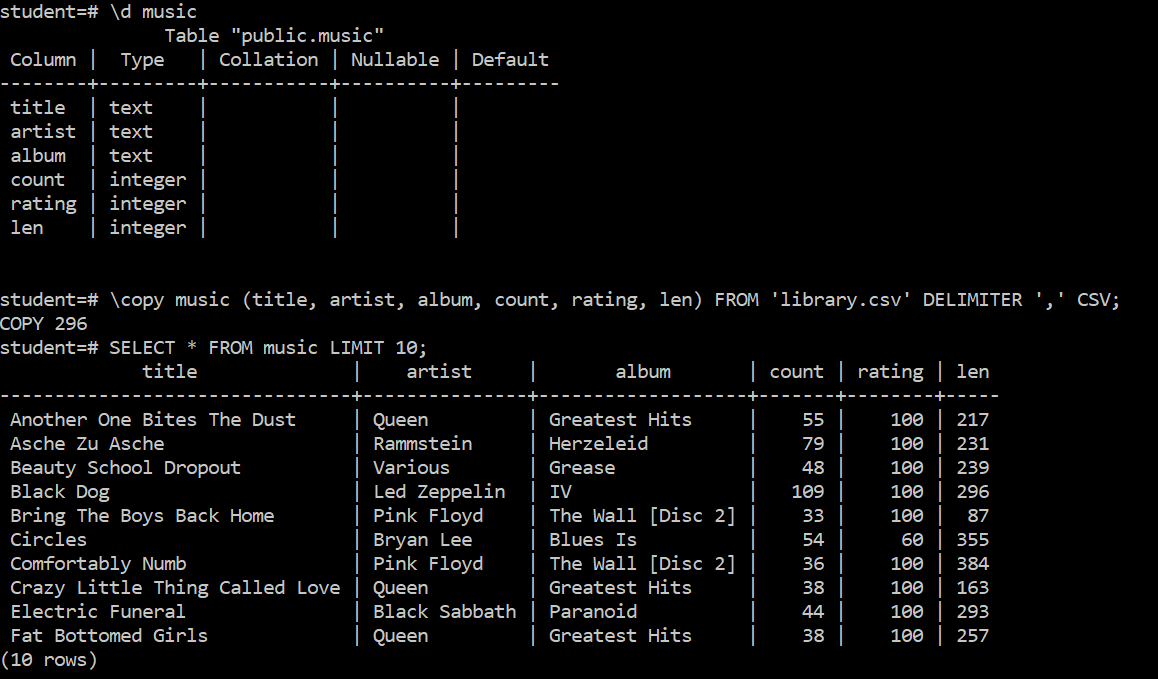 student=# \d music
               Table "public.music"
 Column |  Type   | Collation | Nullable | Default
--------+---------+-----------+----------+---------
 title  | text    |           |          |
 artist | text    |           |          |
 album  | text    |           |          |
 count  | integer |           |          |
 rating | integer |           |          |
 len    | integer |           |          |
student=# \copy music (title, artist, album, count, rating, len) FROM 'library.csv' DELIMITER ',' CSV;
COPY 296
student=# SELECT * FROM music LIMIT 10;
             title              |    artist     |       album       | count | rating | len
--------------------------------+---------------+-------------------+-------+--------+-----
 Another One Bites The Dust     | Queen         | Greatest Hits     |    55 |    100 | 217
 Asche Zu Asche                 | Rammstein     | Herzeleid         |    79 |    100 | 231
 Beauty School Dropout          | Various       | Grease            |    48 |    100 | 239
 Black Dog                      | Led Zeppelin  | IV                |   109 |    100 | 296
 Bring The Boys Back Home       | Pink Floyd    | The Wall [Disc 2] |    33 |    100 |  87
 Circles                        | Bryan Lee     | Blues Is          |    54 |     60 | 355
 Comfortably Numb               | Pink Floyd    | The Wall [Disc 2] |    36 |    100 | 384
 Crazy Little Thing Called Love | Queen         | Greatest Hits     |    38 |    100 | 163
 Electric Funeral               | Black Sabbath | Paranoid          |    44 |    100 | 293
 Fat Bottomed Girls             | Queen         | Greatest Hits     |    38 |    100 | 257
(10 rows)